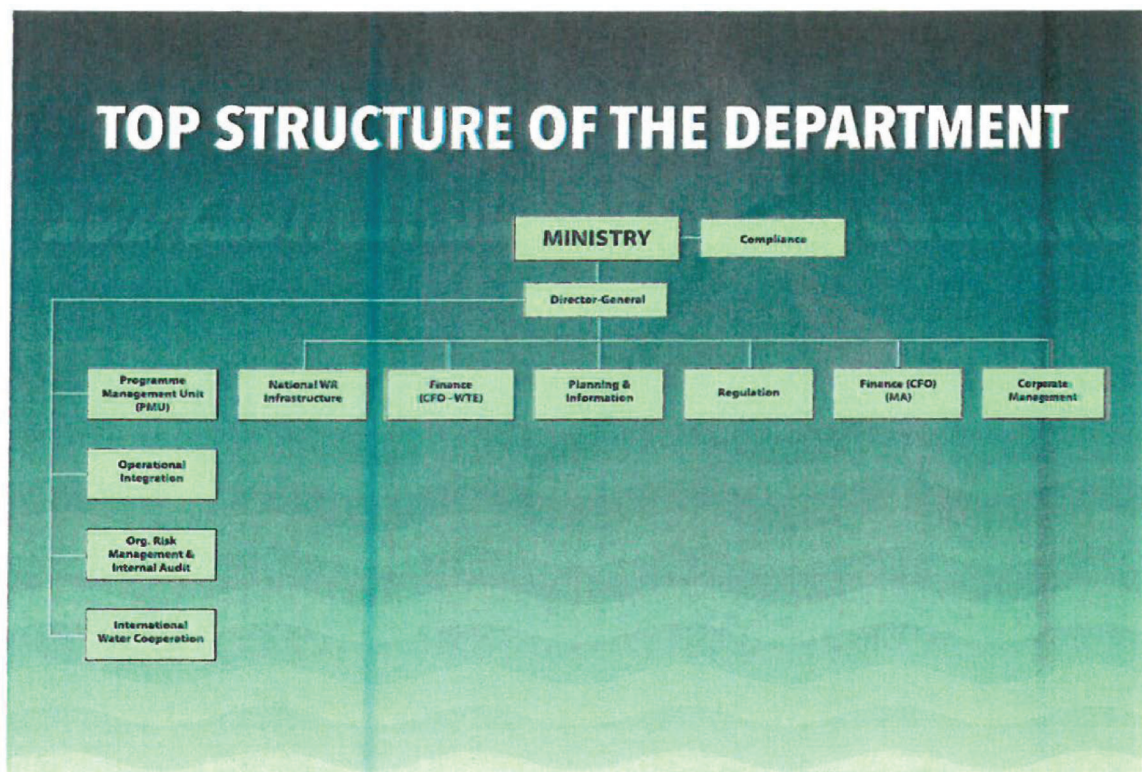 TOP STRUCTURE OF THE DEPARTMENT
MINISTRY
Compliance
Director-General
Programme
Management Unit
(PMU)
National WR
Infrastructure
Finance
(CFO - WTE)
Planning &
Information
Regulation
Finance (CFO)
(MA)
Corporate
Management
Operational
Integration
Org. Risk
Management &
Internal Audit
International
Water Cooperation